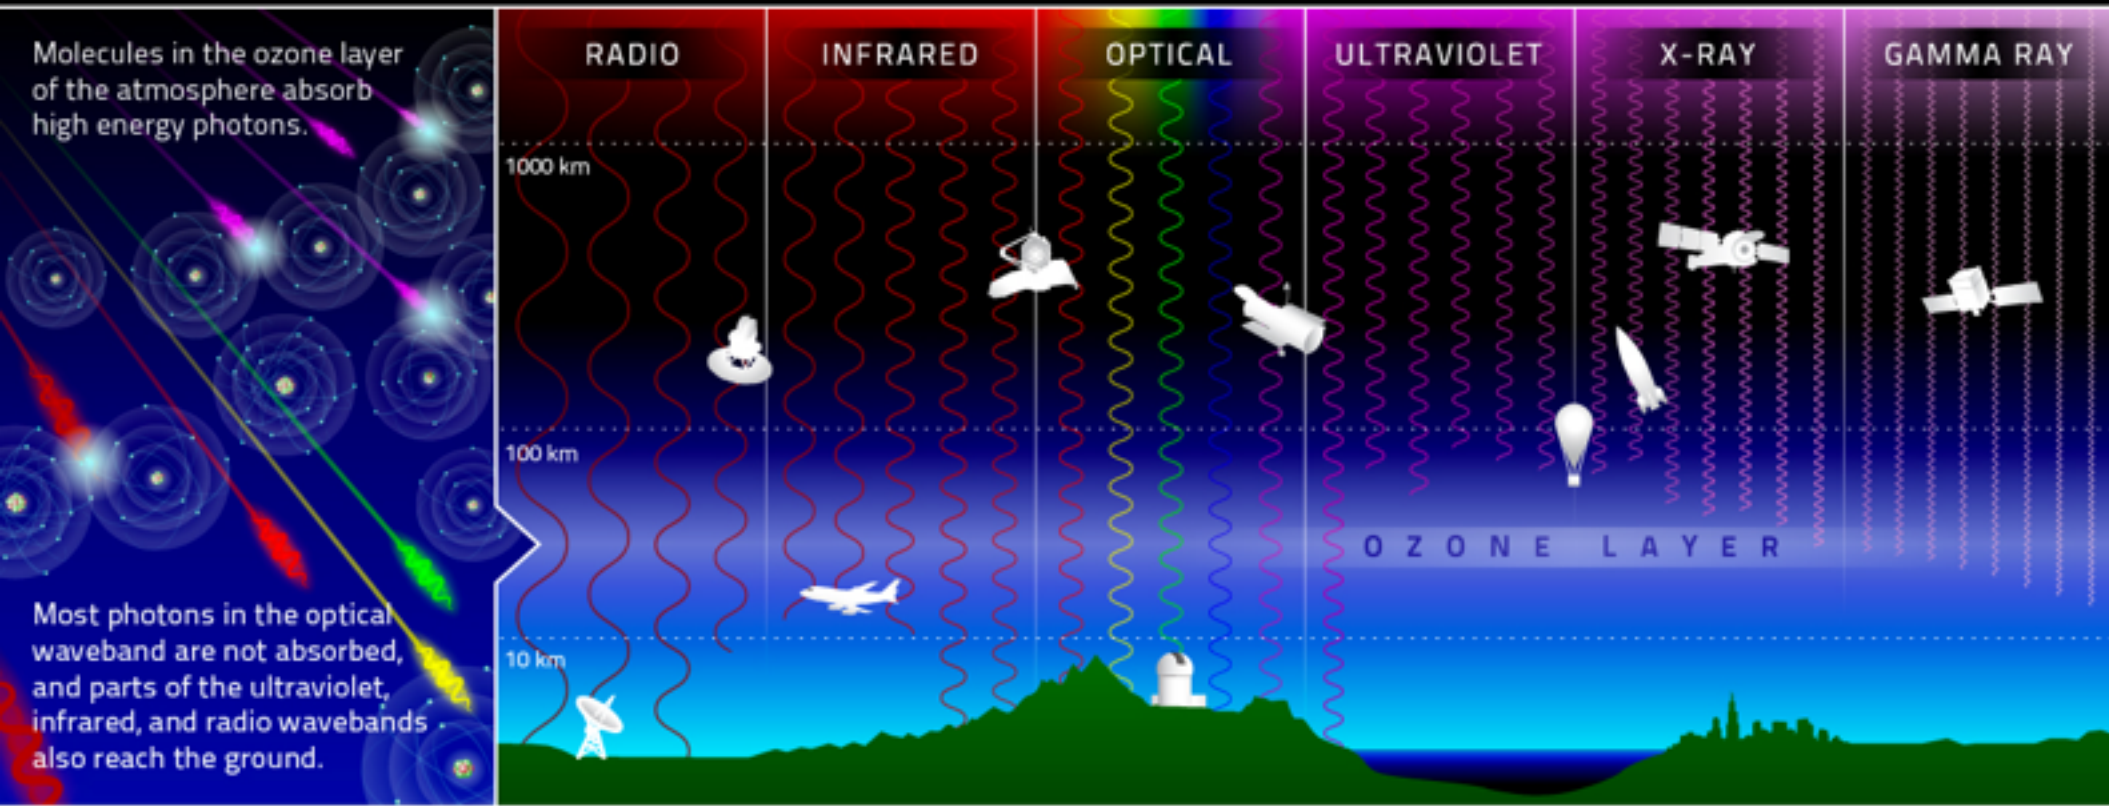 Molecules in the ozone layer
of the atmosphere absorb
high energy photons.
Most photons in the optical
waveband are not absorbed,
and parts of the ultraviolet,
infrared, and radio wavebands
also reach the ground.
RADIO
INFRARED
OPTICAL
ULTRAVIOLET
X-RAY
GAMMA RAY
1000 km
100 km
OZONE LAYER
10 km